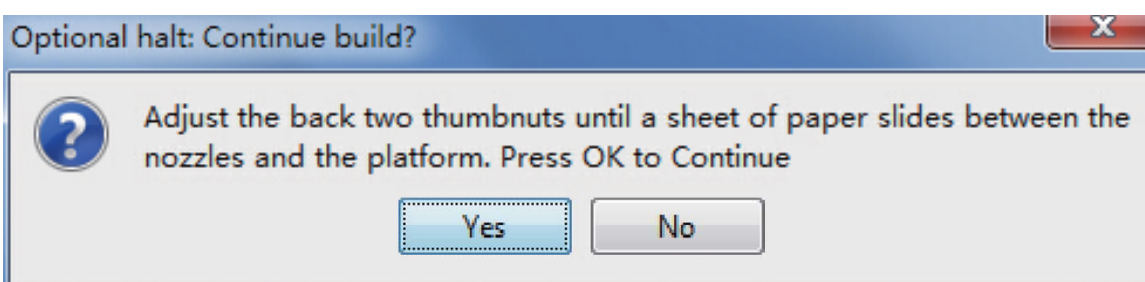 Optional halt: Continue build?
Adjust the back two thumbnuts until a sheet of paper slides between the
nozzles and the platform. Press OK to Continue
Yes No